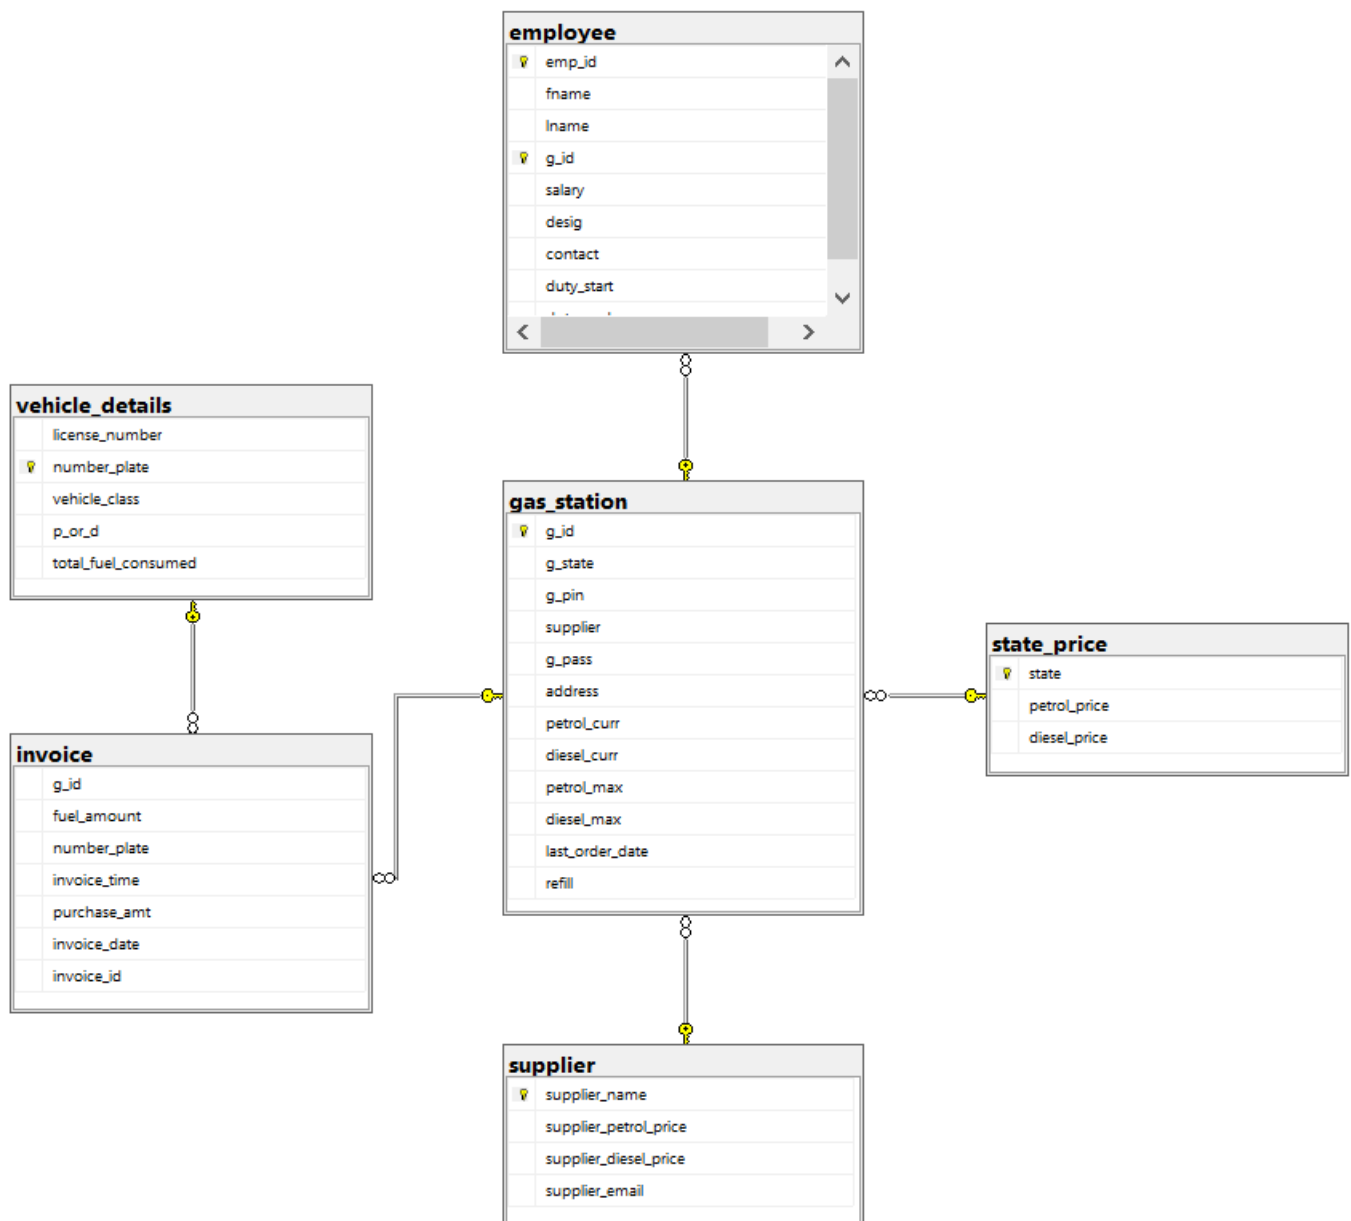 employee
emp_id
fname
lname
g_id
salary
desig
contact
duty_start
vehicle_details
license_number
number_plate
vehicle_class
p_or_d
total_fuel_consumed
gas_station
g_id
g_state
g_pin
supplier
g_pass
address
petrol_curr
diesel_curr
petrol_max
diesel_max
last_order_date
refill
state_price
state
petrol_price
diesel_price
invoice
g_id
fuel_amount
number_plate
invoice_time
purchase_amt
invoice_date
invoice_id
supplier
supplier_name
supplier_petrol_price
supplier_diesel_price
supplier_email